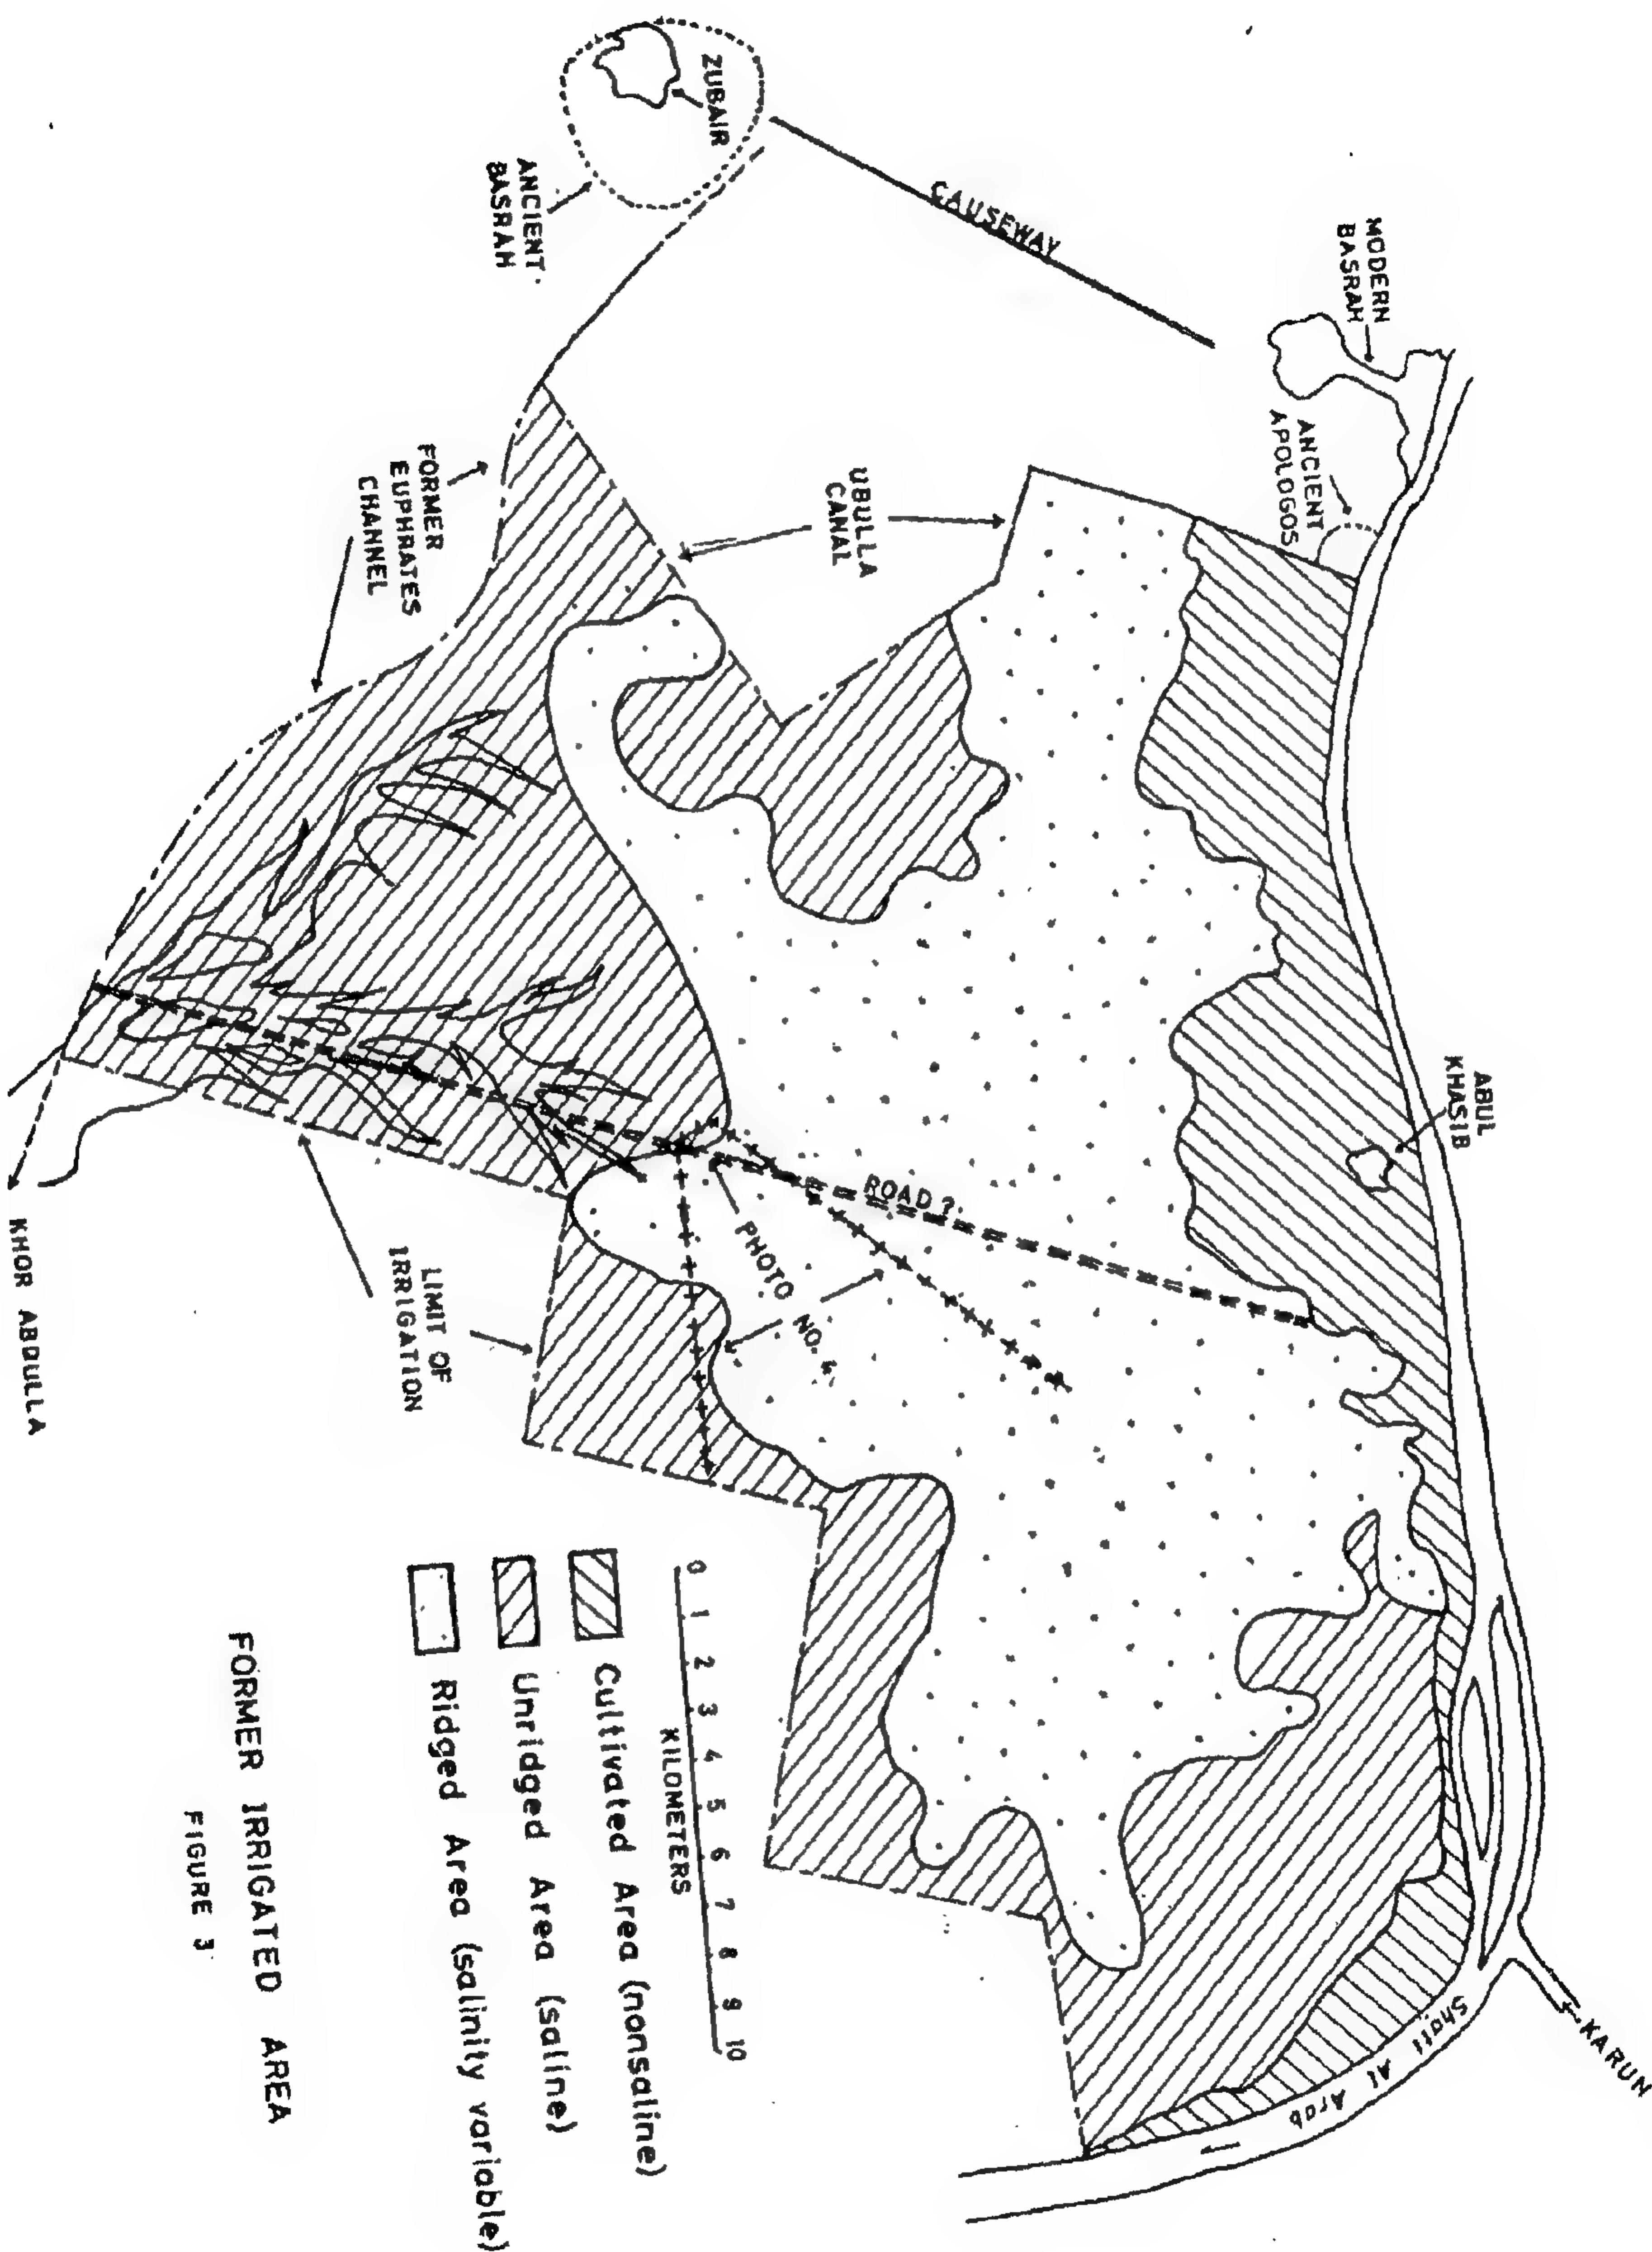 KARUN
Shatt Al Arab
MODERN
BASRAH
ANCIENT
APOLOGOS
ABUL
KHASIB
CAUSEWAY
ZUBAIR
ANCIENT
BASRAH
UBULLA
CANAL
ROAD ?
PHOTO NO. 4
FORMER
EUPHRATES
CHANNEL
LIMIT OF
IRRIGATION
KHOR ABDULLA
0 1 2 3 4 5 6 7 8 9 10
KILOMETERS
Cultivated Area (nonsaline)
Unridged Area (saline)
Ridged Area (salinity variable)
FORMER IRRIGATED AREA
FIGURE 3